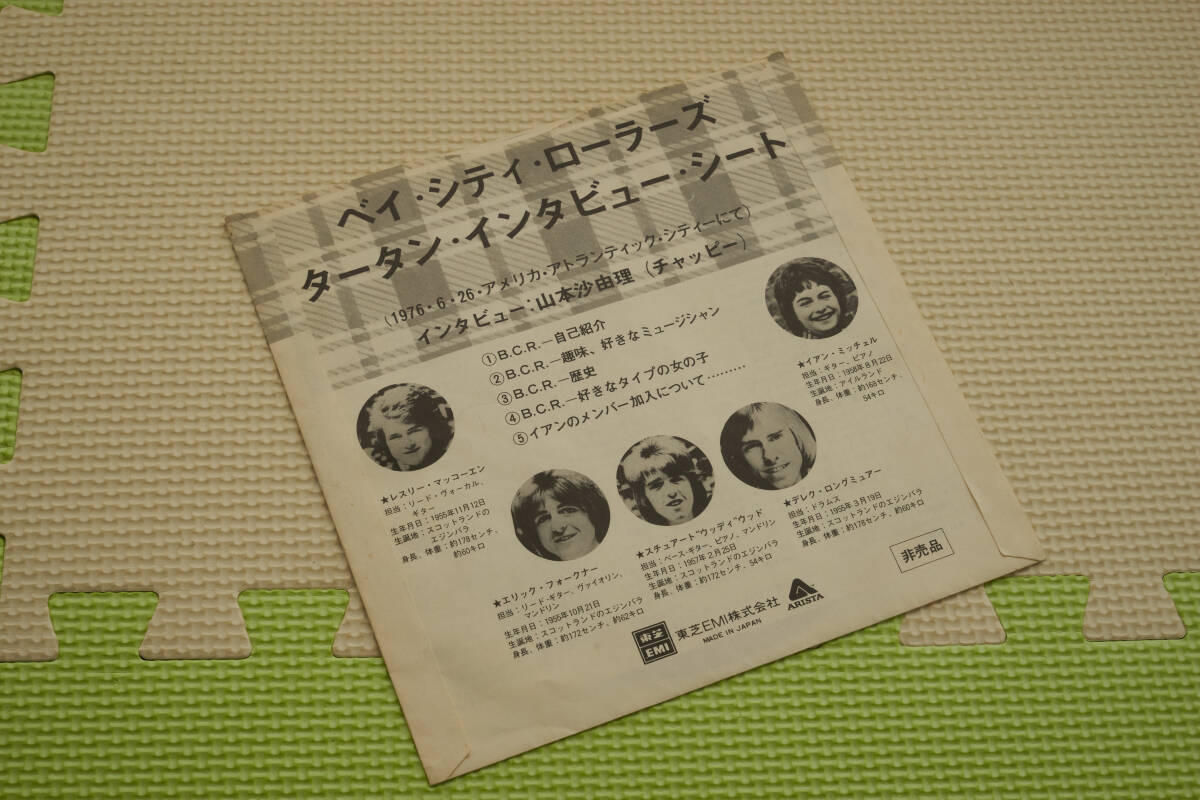 ベイ・シティ・ローラーズ
タータン・インタビュー・シート
(1976・6・26・アメリカ・アトランティック・シティーにて)
インタビュー:山本沙由理(チャッピー)
①B.C.R.—自己紹介
②B.C.R.—趣味、好きなミュージシャン
③B.C.R.—歴史
④B.C.R.—好きなタイプの女の子
⑤イアンのメンバー加入について………
★イアン・ミッチェル
担当:ギター、ピアノ
生年月日:1958年8月22日
生誕地:アイルランド
身長、体重:約168センチ、
54キロ
★レスリー・マッコーエン
担当:リード・ヴォーカル、
ギター
生年月日:1955年11月12日
生誕地:スコットランドの
エジンバラ
身長、体重:約178センチ、
約60キロ
★エリック・フォークナー
担当:リード・ギター、ヴァイオリン、
マンドリン
生年月日:1955年10月21日
生誕地:スコットランドのエジンバラ
身長、体重:約172センチ、約62キロ
★スチュアート"ウッディ"ウッド
担当:ベース・ギター、ピアノ、マンドリン
生年月日:1957年2月25日
生誕地:スコットランドのエジンバラ
身長、体重:約172センチ、54キロ
★デレク・ロングミュアー
担当:ドラムス
生年月日:1955年3月19日
生誕地:スコットランドのエジンバラ
身長、体重:約178センチ、約60キロ
非売品
東芝
EMI
東芝EMI株式会社
MADE IN JAPAN
ARISTA